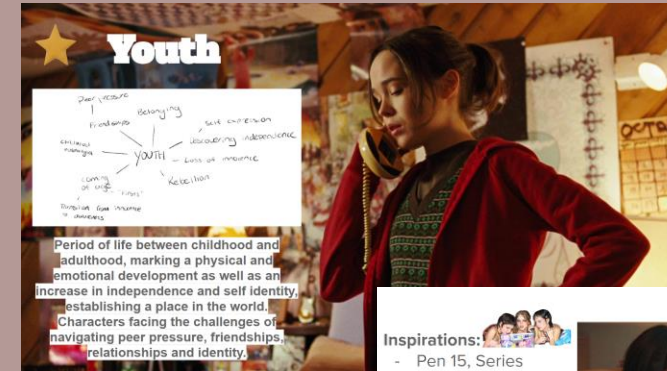 Youth
Peer pressure
Friendships
Belonging
self expression
discovering independence
YOUTH
Loss of innocence
Rebellion
coming
of age
Period of life between childhood and
adulthood, marking a physical and
emotional development as well as an
increase in independence and self identity,
establishing a place in the world.
Characters facing the challenges of
navigating peer pressure, friendships,
relationships and identity.
OCTO
Inspirations:
- Pen 15, Series